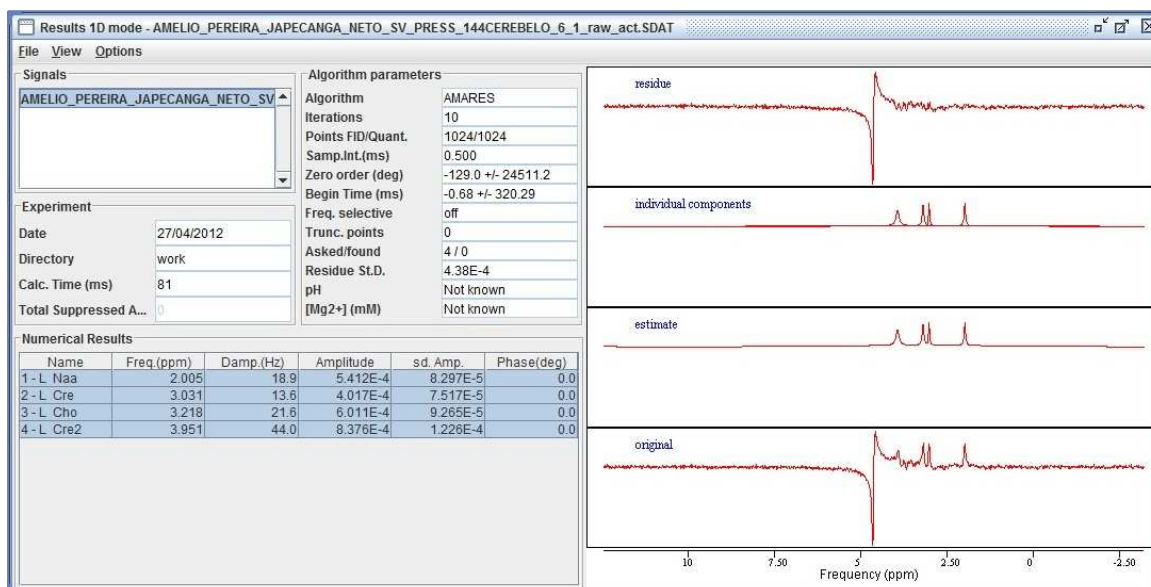 Results 1D mode - AMELIO_PEREIRA_JAPECANGA_NETO_SV_PRESS_144CEREBELO_6_1_raw_act.SDAT
File View Options
Signals
AMELIO_PEREIRA_JAPECANGA_NETO_SV
Experiment
Date 27/04/2012
Directory work
Calc. Time (ms) 81
Total Suppressed A... 0
Algorithm parameters
Algorithm AMARES
Iterations 10
Points FID/Quant. 1024/1024
Samp.Int.(ms) 0.500
Zero order (deg) -129.0 +/- 24511.2
Begin Time (ms) -0.68 +/- 320.29
Freq. selective off
Trunc. points 0
Asked/found 4 / 0
Residue St.D. 4.38E-4
pH Not known
[Mg2+] (mM) Not known
Numerical Results
Name Freq.(ppm) Damp.(Hz) Amplitude sd. Amp. Phase(deg)
1 - L Naa 2.005 18.9 5.412E-4 8.297E-5 0.0
2 - L Cre 3.031 13.6 4.017E-4 7.517E-5 0.0
3 - L Cho 3.218 21.6 6.011E-4 9.265E-5 0.0
4 - L Cre2 3.951 44.0 8.376E-4 1.226E-4 0.0
residue
individual components
estimate
original
10 7.50 5 2.50 0 -2.50
Frequency (ppm)